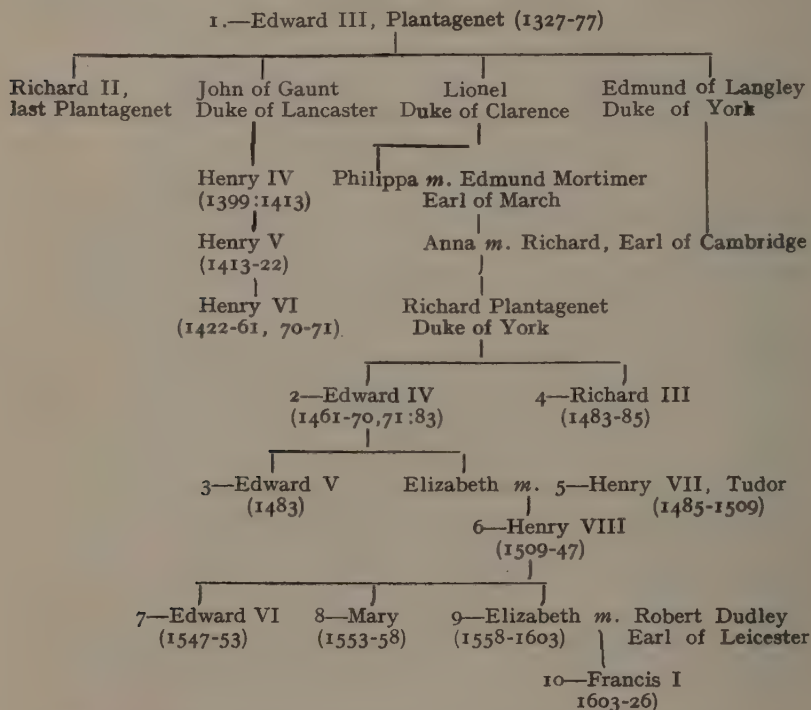 1.—Edward III, Plantagenet (1327-77)
Richard II, John of Gaunt Lionel Edmund of Langley
last Plantagenet Duke of Lancaster Duke of Clarence Duke of York
Henry IV Philippa m. Edmund Mortimer
(1399:1413) Earl of March
Henry V Anna m. Richard, Earl of Cambridge
(1413-22)
Henry VI Richard Plantagenet
(1422-61, 70-71) Duke of York
2—Edward IV 4—Richard III
(1461-70,71:83) (1483-85)
3—Edward V Elizabeth m. 5—Henry VII, Tudor
(1483) (1485-1509)
6—Henry VIII
(1509-47)
7—Edward VI 8—Mary 9—Elizabeth m. Robert Dudley
(1547-53) (1553-58) (1558-1603) Earl of Leicester
10—Francis I
1603-26)